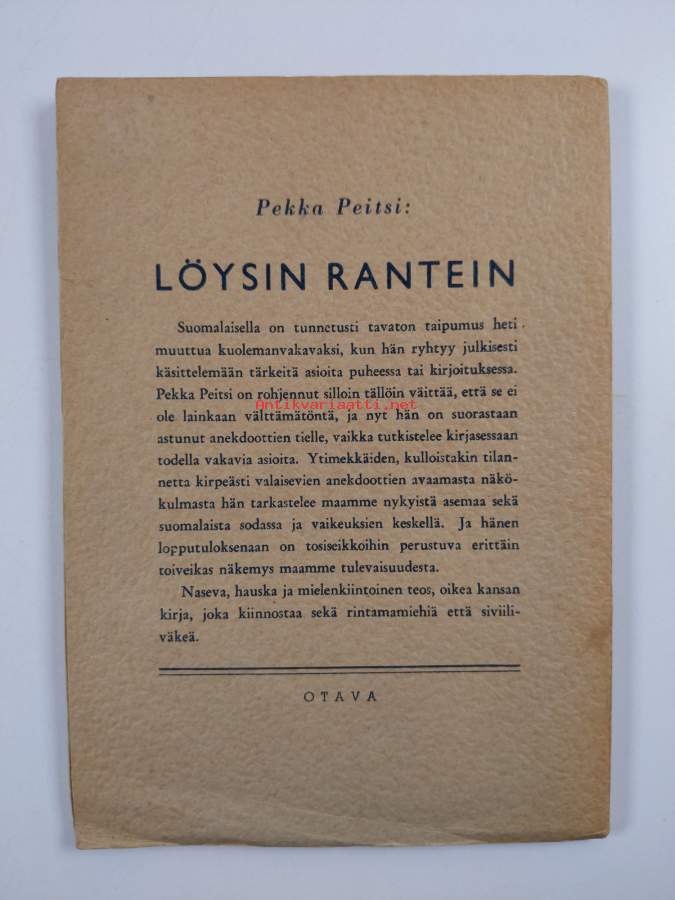 Pekka Peitsi:
LÖYSIN RANTEIN
Suomalaisella on tunnetusti tavaton taipumus heti
muuttua kuolemanvakavaksi, kun hän ryhtyy julkisesti
käsittelemään tärkeitä asioita puheessa tai kirjoituksessa.
Pekka Peitsi on rohjennut silloin tällöin väittää, että se ei
ole lainkaan välttämätöntä, ja nyt hän on suorastaan
Antikvariaatti.net
astunut anekdoottien tielle, vaikka tutkistelee kirjasessaan
todella vakavia asioita. Ytimekkäiden, kulloistakin tilan-
netta kirpeästi valaisevien anekdoottien avaamasta näkö-
kulmasta hän tarkastelee maamme nykyistä asemaa sekä
suomalaista sodassa ja vaikeuksien keskellä. Ja hänen
lopputuloksenaan on tosiseikkoihin perustuva erittäin
toiveikas näkemys maamme tulevaisuudesta.
Naseva, hauska ja mielenkiintoinen teos, oikea kansan
kirja, joka kiinnostaa sekä rintamamiehiä että siviili-
väkeä.
OTAVA